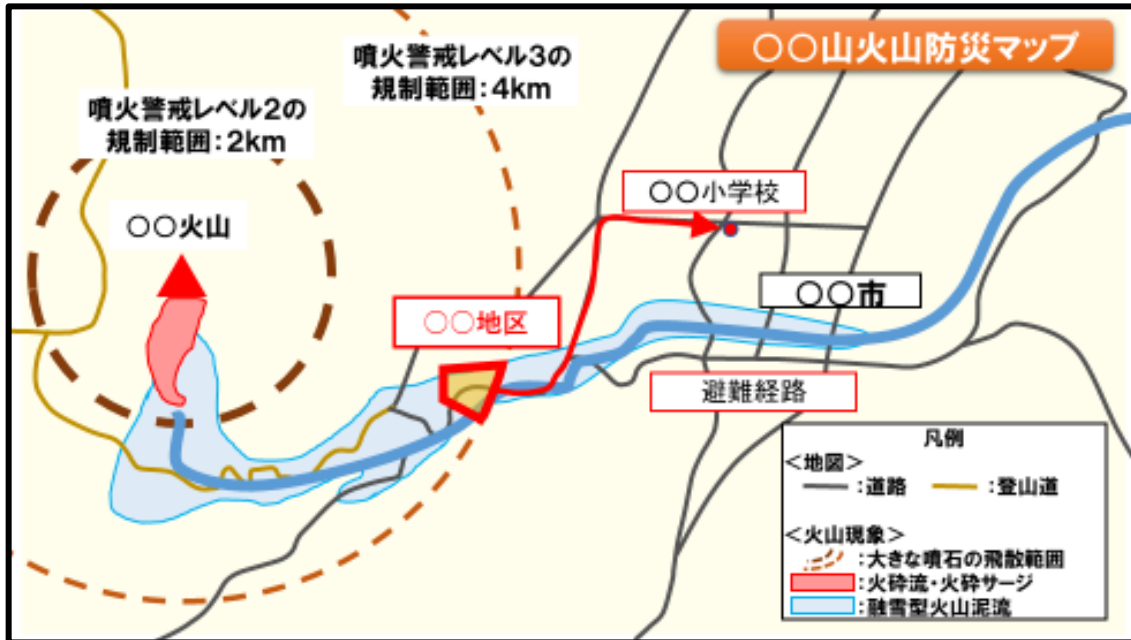 ○○山火山防災マップ
噴火警戒レベル3の
規制範囲:4km
噴火警戒レベル2の
規制範囲:2km
○○小学校
○○火山
○○市
○○地区
避難経路
凡例
<地図>
:道路
:登山道
<火山現象>
:大きな噴石の飛散範囲
:火砕流・火砕サージ
:融雪型火山泥流